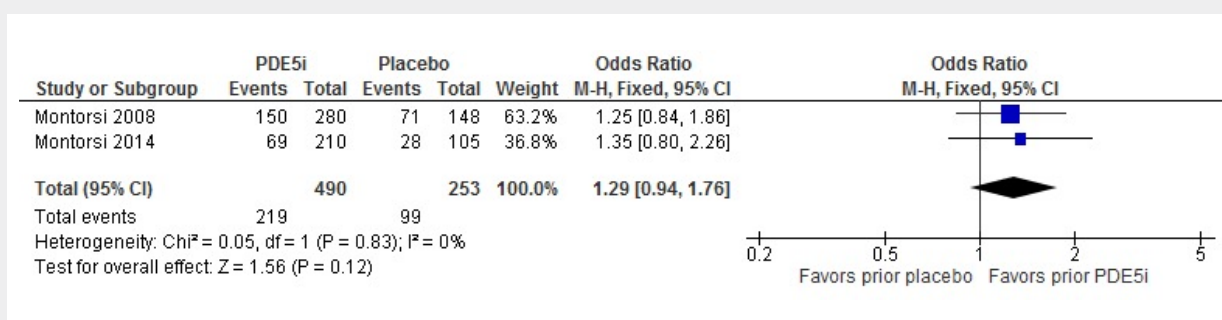 PDE5i Placebo Odds Ratio Odds Ratio
Study or Subgroup Events Total Events Total Weight M-H, Fixed, 95% CI M-H, Fixed, 95% CI
Montorsi 2008 150 280 71 148 63.2% 1.25 [0.84, 1.86]
Montorsi 2014 69 210 28 105 36.8% 1.35 [0.80, 2.26]
Total (95% CI) 490 253 100.0% 1.29 [0.94, 1.76]
Total events 219 99
Heterogeneity: Chi² = 0.05, df = 1 (P = 0.83); I² = 0%
Test for overall effect: Z = 1.56 (P = 0.12)
0.2 0.5 1 2 5
Favors prior placebo Favors prior PDE5i